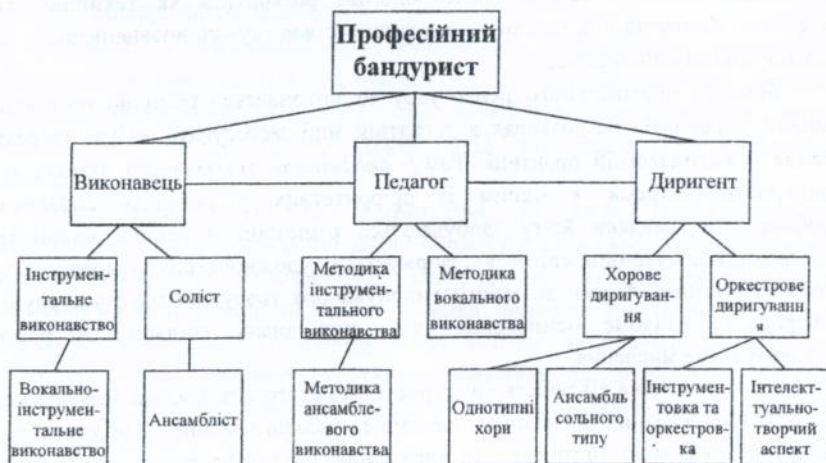 Професійний
бандурист
Виконавець
Педагог
Диригент
Інструмен-
тальне
виконавство
Соліст
Методика
інструмен-
тального
виконавства
Методика
вокального
виконавства
Хорове
диригу-
вання
Оркестрове
диригуванн
я
Вокально-
інструмен-
тальне
виконавство
Ансамбліст
Методика
ансамбле-
вого
виконавства
Однотипні
хори
Ансамбль
сольного
типу
Інструмен-
товка та
оркестров-
ка
Інтелект-
туально-
творчий
аспект